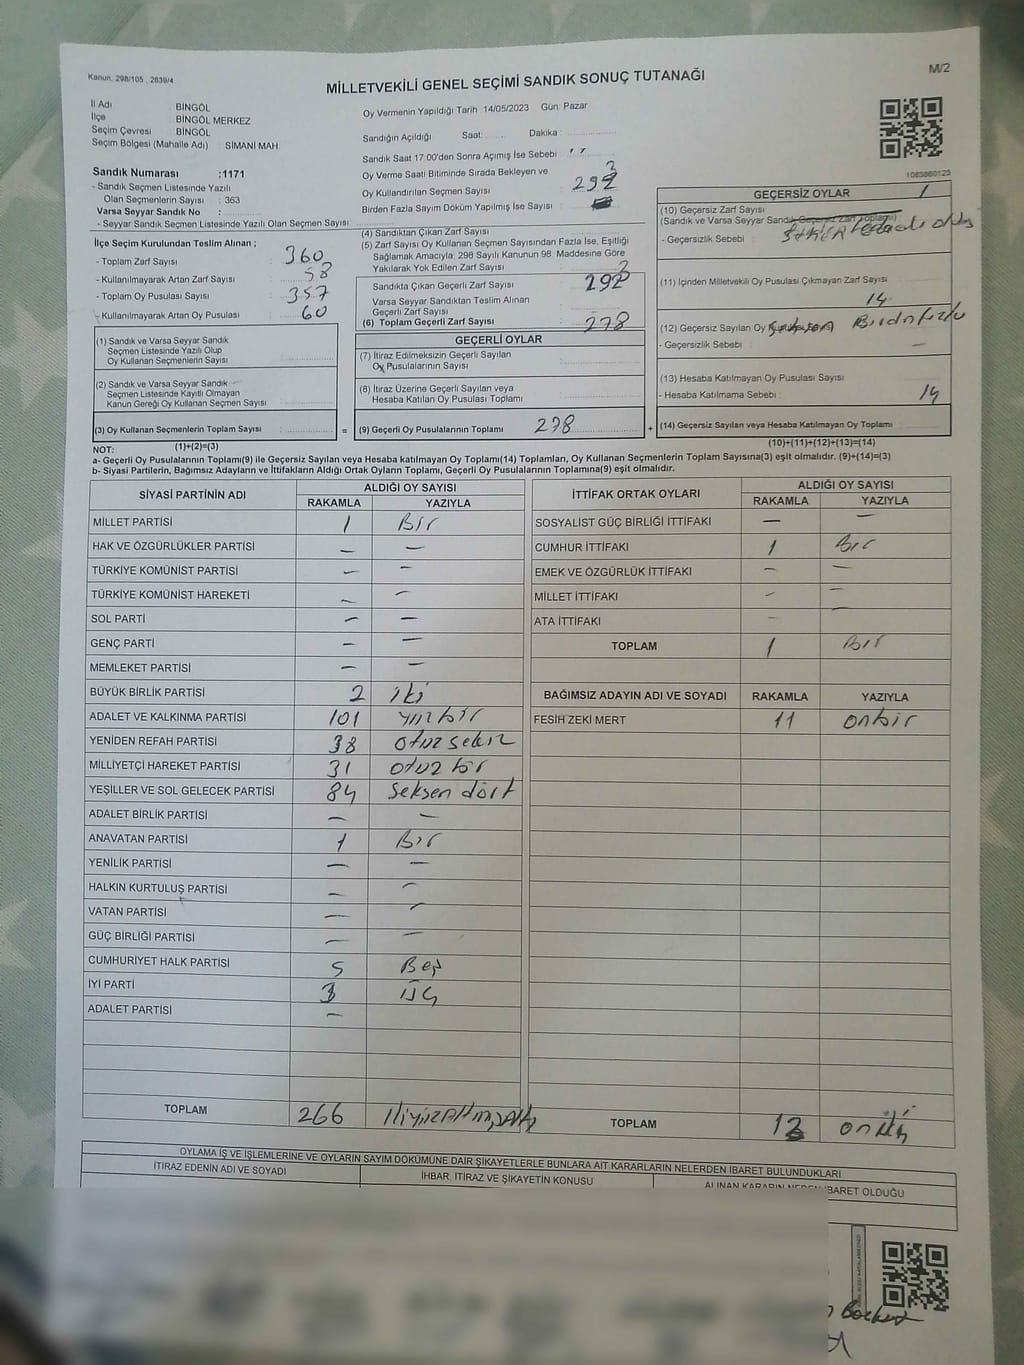 Kanun, 298/105 , 2839/4
MİLLETVEKİLİ GENEL SEÇİMİ SANDIK SONUÇ TUTANAĞI
M/2
İl Adı : BİNGÖL
İlçe : BİNGÖL MERKEZ
Seçim Çevresi : BİNGÖL
Seçim Bölgesi (Mahalle Adı) : SİMANİ MAH
Sandık Numarası :1171
- Sandık Seçmen Listesinde Yazılı
Olan Seçmenlerin Sayısı : 363
Varsa Seyyar Sandık No :
- Seyyar Sandık Seçmen Listesinde Yazılı Olan Seçmen Sayısı
İlçe Seçim Kurulundan Teslim Alınan ;
- Toplam Zarf Sayısı : 360
- Kullanılmayarak Artan Zarf Sayısı : 58
- Toplam Oy Pusulası Sayısı : 357
- Kullanılmayarak Artan Oy Pusulası : 60
(1) Sandık ve Varsa Seyyar Sandık
Seçmen Listesinde Yazılı Olup
Oy Kullanan Seçmenlerin Sayısı
(2) Sandık ve Varsa Seyyar Sandık
Seçmen Listesinde Kayıtlı Olmayan
Kanun Gereği Oy Kullanan Seçmen Sayısı
(3) Oy Kullanan Seçmenlerin Toplam Sayısı =
Oy Vermenin Yapıldığı Tarih 14/05/2023 Gün: Pazar
Sandığın Açıldığı Saat: Dakika :
Sandık Saat 17:00'den Sonra Açımış İse Sebebi
Oy Verme Saati Bitiminde Sırada Bekleyen ve
Oy Kullandırılan Seçmen Sayısı
Birden Fazla Sayım Döküm Yapılmış İse Sayısı :
(4) Sandıktan Çıkan Zarf Sayısı
(5) Zarf Sayısı Oy Kullanan Seçmen Sayısından Fazla İse, Eşitliği
Sağlamak Amacıyla, 298 Sayılı Kanunun 98. Maddesine Göre
Yakılarak Yok Edilen Zarf Sayısı
Sandıkta Çıkan Geçerli Zarf Sayısı
Varsa Seyyar Sandıktan Teslim Alınan
Geçerli Zarf Sayısı
(6) Toplam Geçerli Zarf Sayısı : 278
GEÇERLİ OYLAR
(7) İtiraz Edilmeksizin Geçerli Sayılan
Oy Pusulalarının Sayısı
(8) İtiraz Üzerine Geçerli Sayılan veya
Hesaba Katılan Oy Pusulası Toplamı
(9) Geçerli Oy Pusulalarının Toplamı 278 +
1083860123
GEÇERSİZ OYLAR
(10) Geçersiz Zarf Sayısı 1
(Sandık ve Varsa Seyyar Sandık Geçersiz Zarf Toplamı)
- Geçersizlik Sebebi :
(11) İçinden Milletvekili Oy Pusulası Çıkmayan Zarf Sayısı
14
(12) Geçersiz Sayılan Oy
- Geçersizlik Sebebi : —
(13) Hesaba Katılmayan Oy Pusulası Sayısı
- Hesaba Katılmama Sebebi : 14
(14) Geçersiz Sayılan veya Hesaba Katılmayan Oy Toplamı
NOT: (1)+(2)=(3) (10)+(11)+(12)+(13)=(14)
a- Geçerli Oy Pusulalarının Toplamı(9) ile Geçersiz Sayılan veya Hesaba katılmayan Oy Toplamı(14) Toplamları, Oy Kullanan Seçmenlerin Toplam Sayısına(3) eşit olmalıdır. (9)+(14)=(3)
b- Siyasi Partilerin, Bağımsız Adayların ve İttifakların Aldığı Ortak Oyların Toplamı, Geçerli Oy Pusulalarının Toplamına(9) eşit olmalıdır.
SİYASİ PARTİNİN ADI ALDIĞI OY SAYISI
RAKAMLA YAZIYLA
MİLLET PARTİSİ 1 Bir
HAK VE ÖZGÜRLÜKLER PARTİSİ — —
TÜRKİYE KOMÜNİST PARTİSİ — —
TÜRKİYE KOMÜNİST HAREKETİ — —
SOL PARTİ — —
GENÇ PARTİ — —
MEMLEKET PARTİSİ — —
BÜYÜK BİRLİK PARTİSİ 2 iki
ADALET VE KALKINMA PARTİSİ 101 yüzbir
YENİDEN REFAH PARTİSİ 38 otuz sekiz
MİLLİYETÇİ HAREKET PARTİSİ 31 otuz bir
YEŞİLLER VE SOL GELECEK PARTİSİ 84 Seksen dört
ADALET BİRLİK PARTİSİ — —
ANAVATAN PARTİSİ 1 Bir
YENİLİK PARTİSİ — —
HALKIN KURTULUŞ PARTİSİ — —
VATAN PARTİSİ — —
GÜÇ BİRLİĞİ PARTİSİ — —
CUMHURİYET HALK PARTİSİ 5 Beş
İYİ PARTİ 3 üç
ADALET PARTİSİ —
TOPLAM 266 ikiyüzaltmışaltı
İTTİFAK ORTAK OYLARI ALDIĞI OY SAYISI
RAKAMLA YAZIYLA
SOSYALİST GÜÇ BİRLİĞİ İTTİFAKI — —
CUMHUR İTTİFAKI 1 Bir
EMEK VE ÖZGÜRLÜK İTTİFAKI — —
MİLLET İTTİFAKI — —
ATA İTTİFAKI — —
TOPLAM 1 Bir
BAĞIMSIZ ADAYIN ADI VE SOYADI RAKAMLA YAZIYLA
FESİH ZEKİ MERT 11 onbir
TOPLAM
OYLAMA İŞ VE İŞLEMLERİNE VE OYLARIN SAYIM DÖKÜMÜNE DAİR ŞİKAYETLERLE BUNLARA AİT KARARLARIN NELERDEN İBARET BULUNDUKLARI
İTİRAZ EDENİN ADI VE SOYADI İHBAR, İTİRAZ VE ŞİKAYETİN KONUSU ALINAN KARARIN NEDEN İBARET OLDUĞU